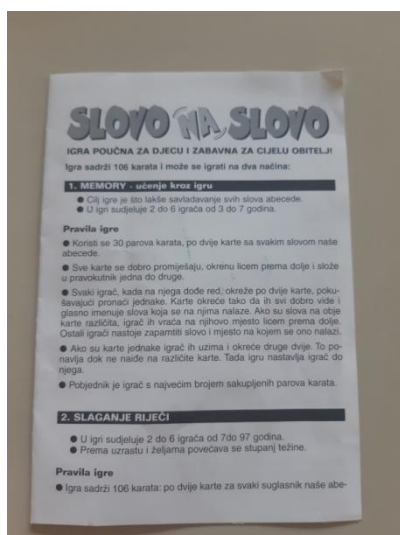 SLOVO NA SLOVO
IGRA POUČNA ZA DJECU I ZABAVNA ZA CIJELU OBITELJ!
Igra sadrži 106 karata i može se igrati na dva načina:
1. MEMORY - učenje kroz igru
● Cilj igre je što lakše savladavanje svih slova abecede.
● U igri sudjeluje 2 do 6 igrača od 3 do 7 godina.
Pravila igre
● Koristi se 30 parova karata, po dvije karte sa svakim slovom naše
abecede.
● Sve karte se dobro promiješaju, okrenu licem prema dolje i slože
u pravokutnik jedna do druge.
● Svaki igrač, kada na njega dođe red, okreže po dvije karte, poku-
šavajući pronaći jednake. Karte okreće tako da ih svi dobro vide i
glasno imenuje slova koja se na njima nalaze. Ako su slova na obje
karte različita, igrač ih vraća na njihovo mjesto licem prema dolje.
Ostali igrači nastoje zapamtiti slovo i mjesto na kojem se ono nalazi.
● Ako su karte jednake igrač ih uzima i okreće druge dvije. To po-
navlja dok ne naiđe na različite karte. Tada igru nastavlja igrač do
njega.
● Pobjednik je igrač s najvećim brojem sakupljenih parova karata.
2. SLAGANJE RIJEČI
● U igri sudjeluje 2 do 6 igrača od 7do 97 godina.
● Prema uzrastu i željama povećava se stupanj težine.
Pravila igre
● Igra sadrži 106 karata: po dvije karte za svaki suglasnik naše abe-